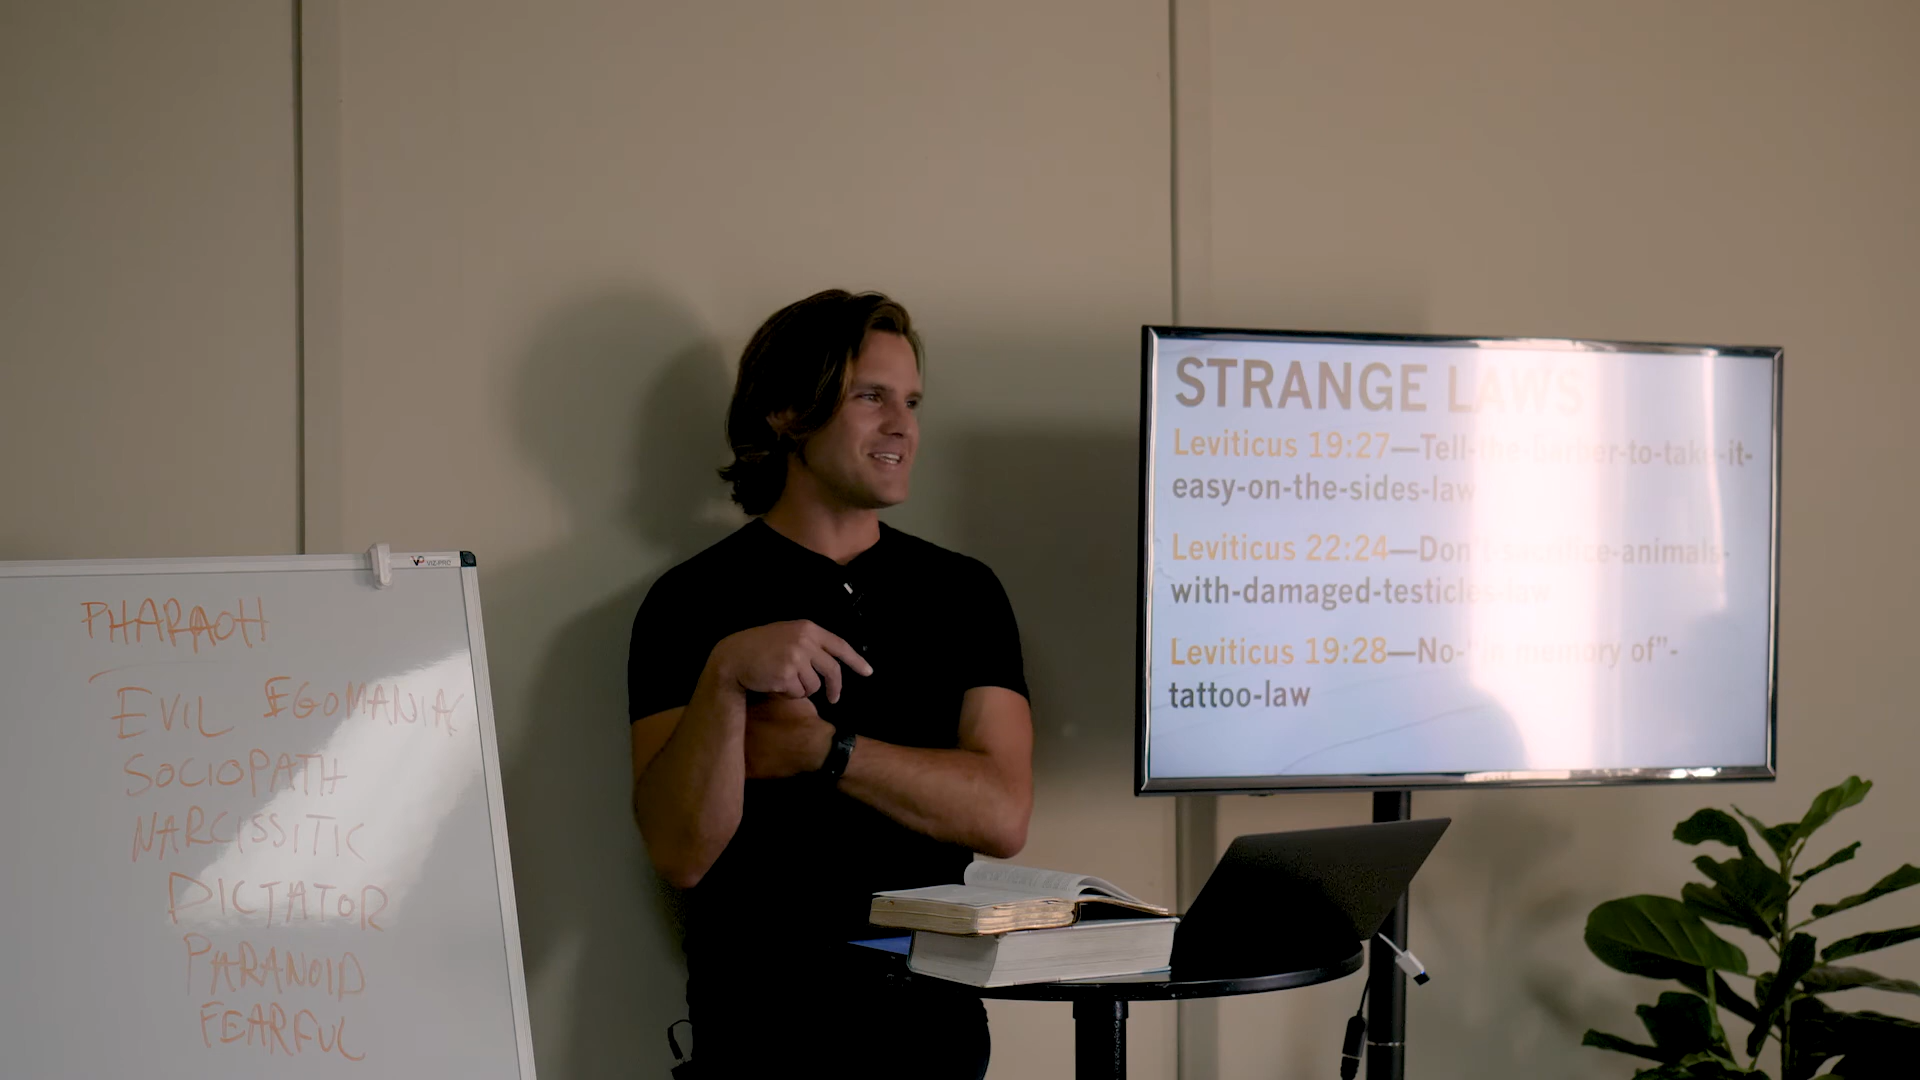 VIZ-PRO
PHARAOH
EVIL EGOMANIAC
SOCIOPATH
NARCISSITIC
DICTATOR
PARANOID
FEARFUL
STRANGE LAWS
Leviticus 19:27—Tell-the-barber-to-take-it-
easy-on-the-sides-law
Leviticus 22:24—Don't-sacrifice-animals-
with-damaged-testicles-law
Leviticus 19:28—No-"in memory of"-
tattoo-law